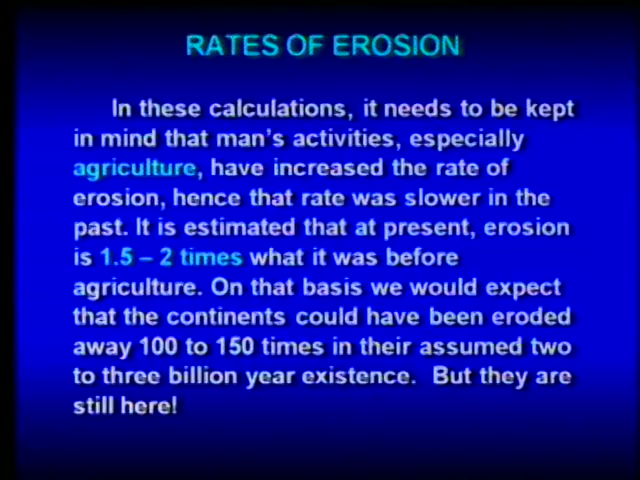 RATES OF EROSION
In these calculations, it needs to be kept
in mind that man's activities, especially
agriculture, have increased the rate of
erosion, hence that rate was slower in the
past. It is estimated that at present, erosion
is 1.5 – 2 times what it was before
agriculture. On that basis we would expect
that the continents could have been eroded
away 100 to 150 times in their assumed two
to three billion year existence.  But they are
still here!